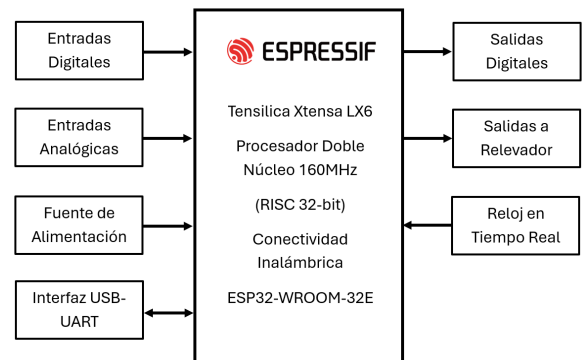 Entradas
Digitales
Entradas
Analógicas
Fuente de
Alimentación
Interfaz USB-
UART
ESPRESSIF
Tensilica Xtensa LX6
Procesador Doble
Núcleo 160MHz
(RISC 32-bit)
Conectividad
Inalámbrica
ESP32-WROOM-32E
Salidas
Digitales
Salidas a
Relevador
Reloj en
Tiempo Real